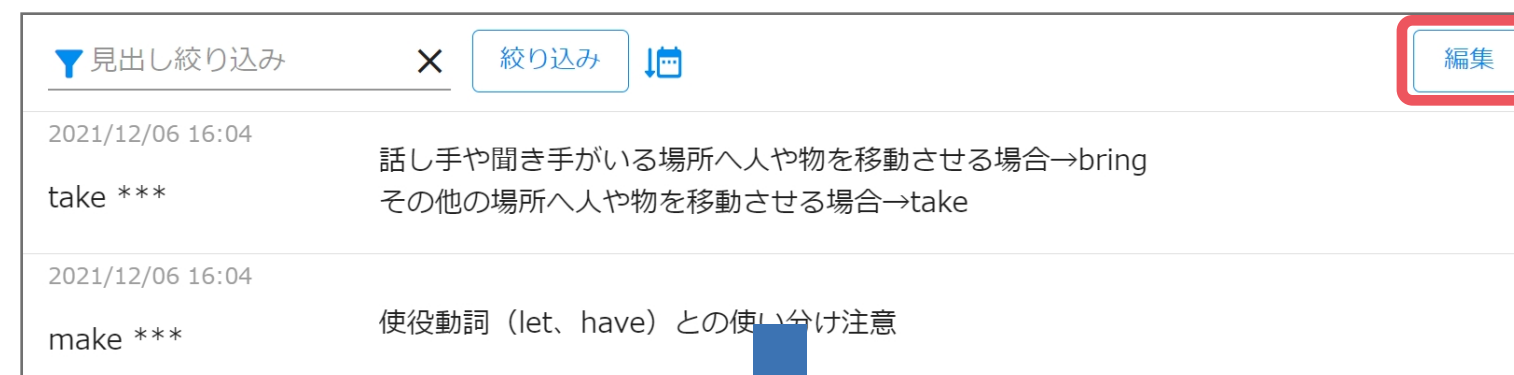 見出し絞り込み
絞り込み
編集
2021/12/06 16:04
take ***
話し手や聞き手がいる場所へ人や物を移動させる場合→bring
その他の場所へ人や物を移動させる場合→take
2021/12/06 16:04
make ***
使役動詞（let、have）との使い分け注意